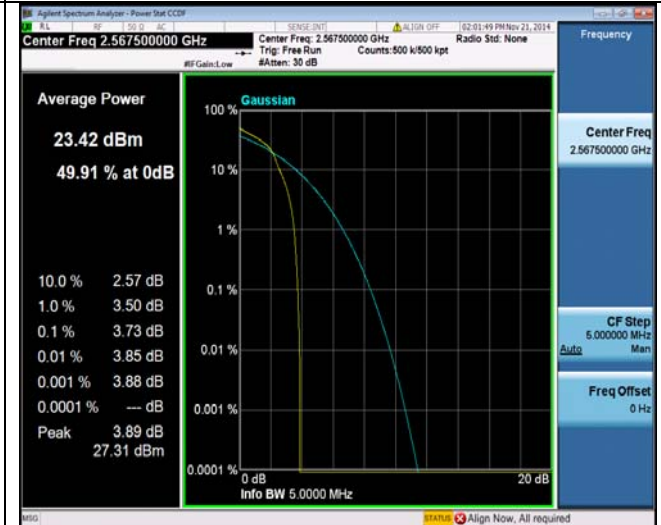 Agilent Spectrum Analyzer - Power Stat CCDF
RL RF 50 Ω AC SENSE:INT ALIGN OFF 02:01:49 PM Nov 21, 2014
Center Freq 2.567500000 GHz
Center Freq: 2.567500000 GHz Radio Std: None
Trig: Free Run Counts:500 k/500 kpt
#IFGain:Low #Atten: 30 dB
Frequency
Average Power
23.42 dBm
49.91 % at 0dB
10.0 % 2.57 dB
1.0 % 3.50 dB
0.1 % 3.73 dB
0.01 % 3.85 dB
0.001 % 3.88 dB
0.0001 % --- dB
Peak 3.89 dB
27.31 dBm
Gaussian
100 %
10 %
1 %
0.1 %
0.01 %
0.001 %
0.0001 %
0 dB 20 dB
Info BW 5.0000 MHz
Center Freq
2.567500000 GHz
CF Step
5.000000 MHz
Auto Man
Freq Offset
0 Hz
MSG STATUS Align Now, All required